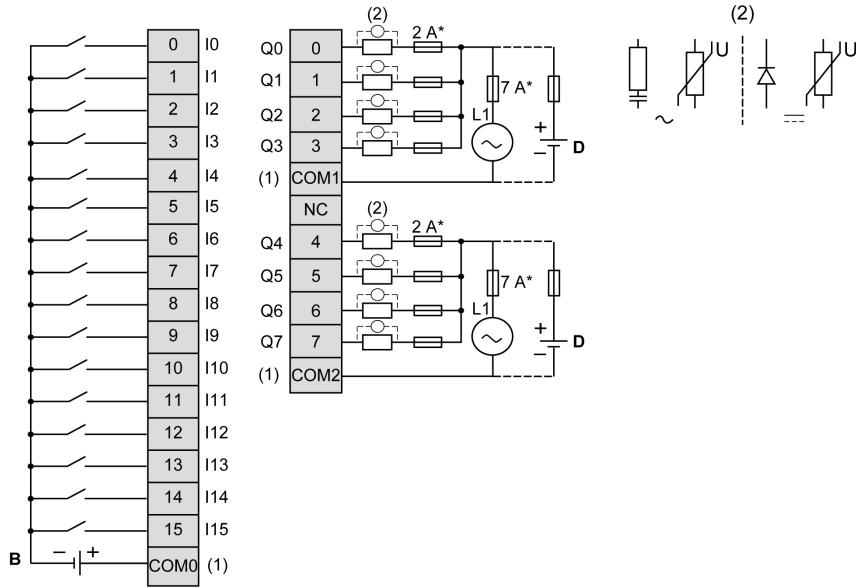 0 I0
1 I1
2 I2
3 I3
4 I4
5 I5
6 I6
7 I7
8 I8
9 I9
10 I10
11 I11
12 I12
13 I13
14 I14
15 I15
B − + COM0 (1)
(2)
Q0 0 2 A*
Q1 1 7 A*
Q2 2 L1
Q3 3 + − D
(1) COM1
NC (2)
Q4 4 2 A*
Q5 5 7 A*
Q6 6 L1
Q7 7 + − D
(1) COM2
(2)
U U